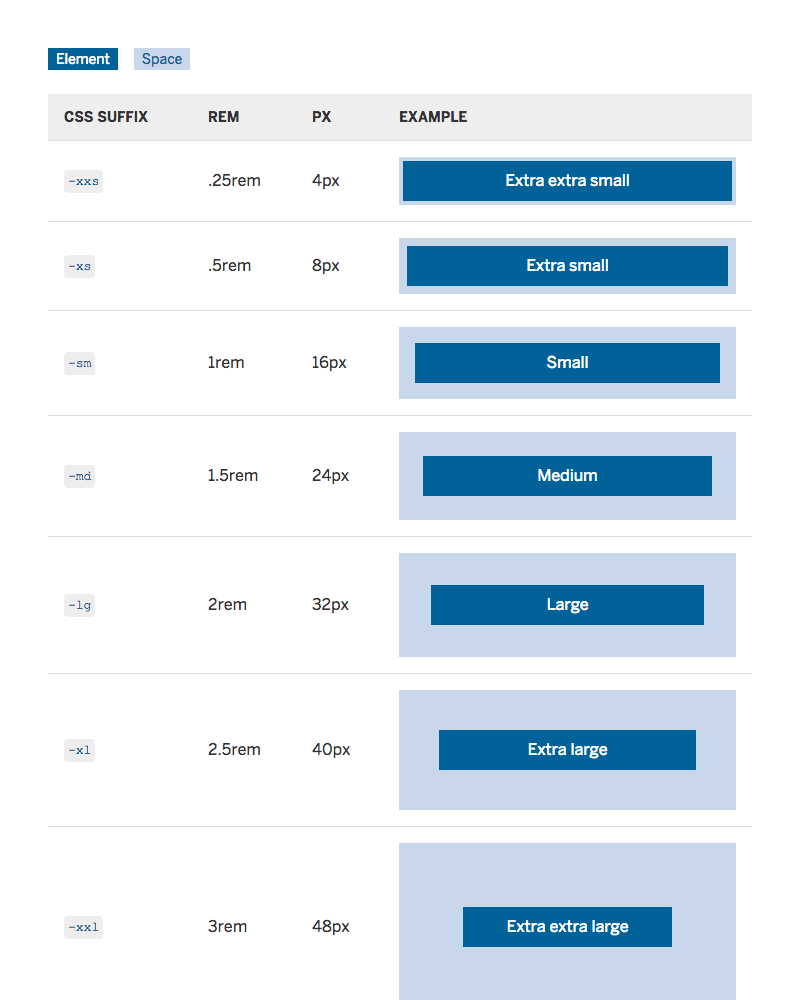 Element Space
CSS SUFFIX REM PX EXAMPLE
-xxs .25rem 4px Extra extra small
-xs .5rem 8px Extra small
-sm 1rem 16px Small
-md 1.5rem 24px Medium
-lg 2rem 32px Large
-xl 2.5rem 40px Extra large
-xxl 3rem 48px Extra extra large